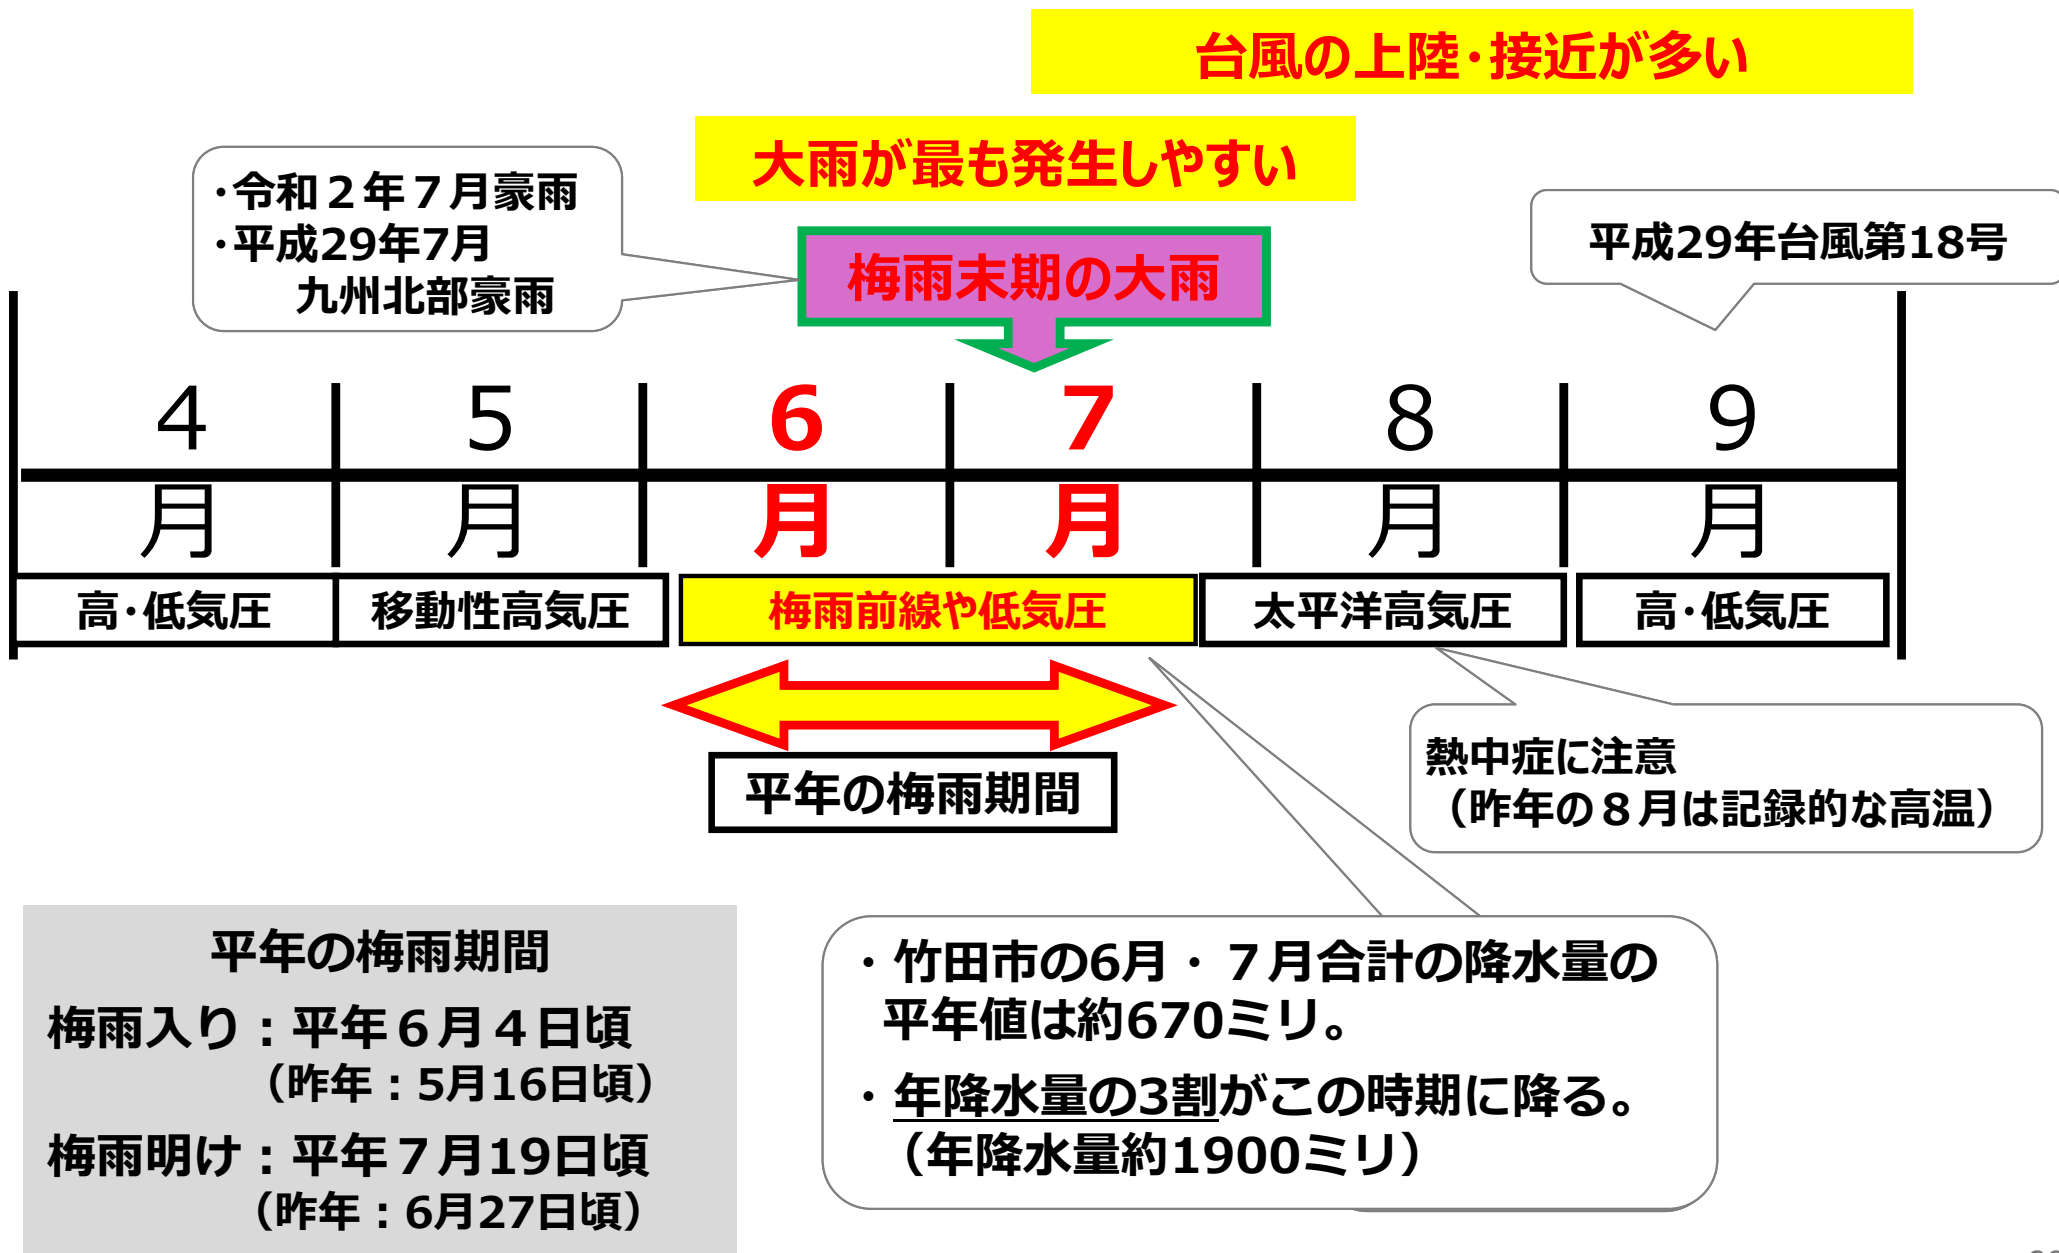 台風の上陸・接近が多い
大雨が最も発生しやすい
・令和２年７月豪雨
・平成29年7月
九州北部豪雨
梅雨末期の大雨
平成29年台風第18号
4
5
6
7
8
9
月
月
月
月
月
月
高・低気圧
移動性高気圧
梅雨前線や低気圧
太平洋高気圧
高・低気圧
平年の梅雨期間
熱中症に注意
（昨年の８月は記録的な高温）
平年の梅雨期間
梅雨入り：平年６月４日頃
（昨年：5月16日頃）
梅雨明け：平年７月19日頃
（昨年：6月27日頃）
・竹田市の6月・７月合計の降水量の
平年値は約670ミリ。
・年降水量の3割がこの時期に降る。
（年降水量約1900ミリ）